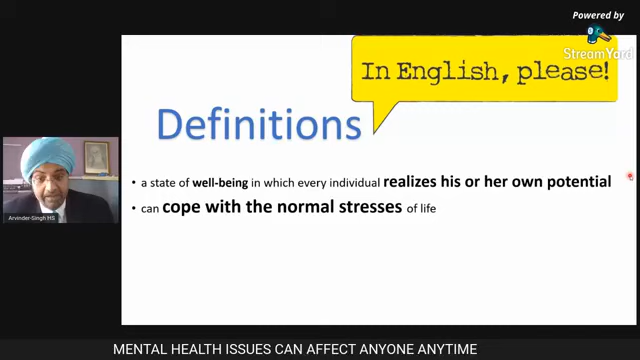 Powered by
StreamYard
In English, please!
Definitions
• a state of well-being in which every individual realizes his or her own potential
• can cope with the normal stresses of life
Arvinder-Singh HS
MENTAL HEALTH ISSUES CAN AFFECT ANYONE ANYTIME